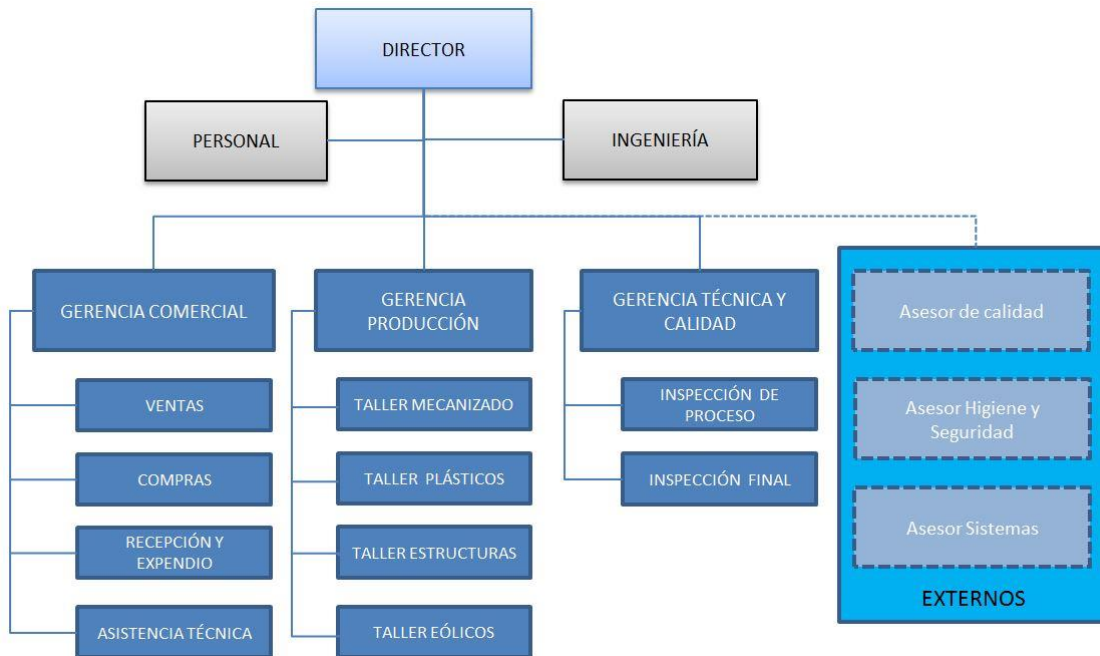 DIRECTOR
PERSONAL
INGENIERÍA
GERENCIA COMERCIAL
VENTAS
COMPRAS
RECEPCIÓN Y
EXPENDIO
ASISTENCIA TÉCNICA
GERENCIA
PRODUCCIÓN
TALLER MECANIZADO
TALLER PLÁSTICOS
TALLER ESTRUCTURAS
TALLER EÓLICOS
GERENCIA TÉCNICA Y
CALIDAD
INSPECCIÓN DE
PROCESO
INSPECCIÓN FINAL
Asesor de calidad
Asesor Higiene y
Seguridad
Asesor Sistemas
EXTERNOS